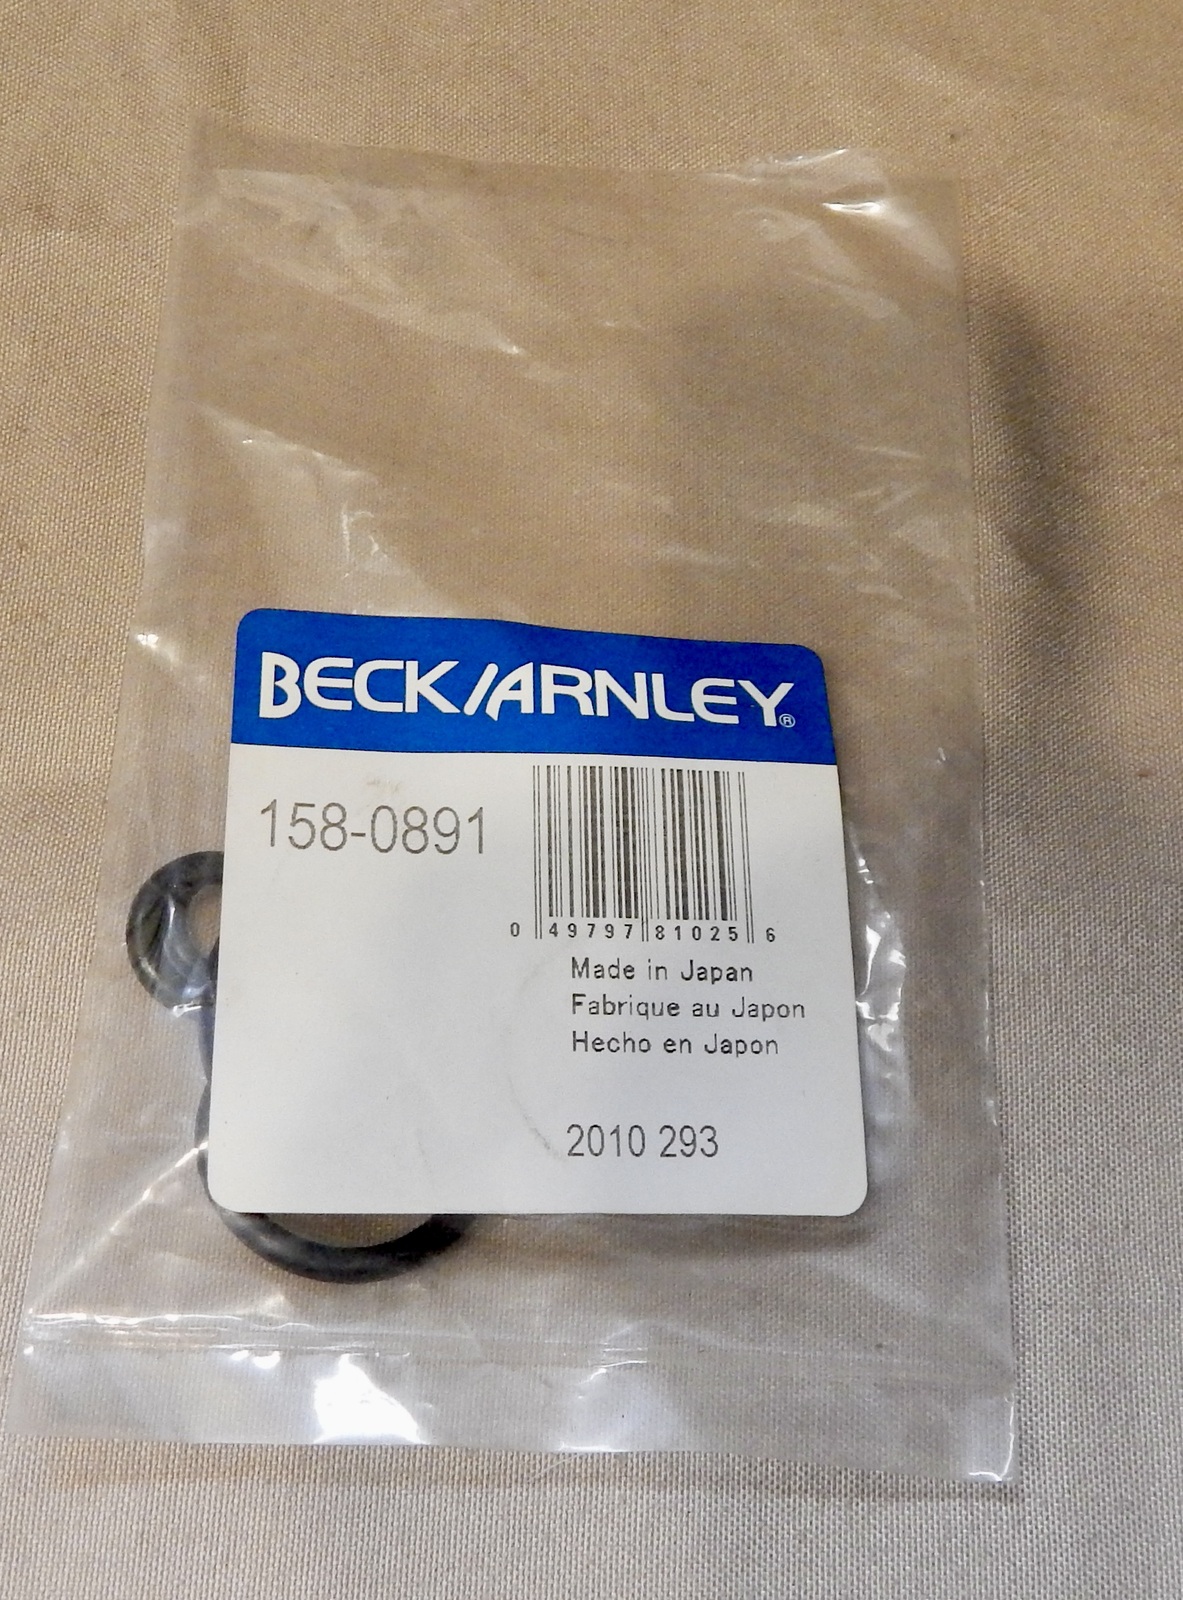 BECK/ARNLEY®
158-0891
0 49797 81025 6
Made in Japan
Fabrique au Japon
Hecho en Japon
2010 293